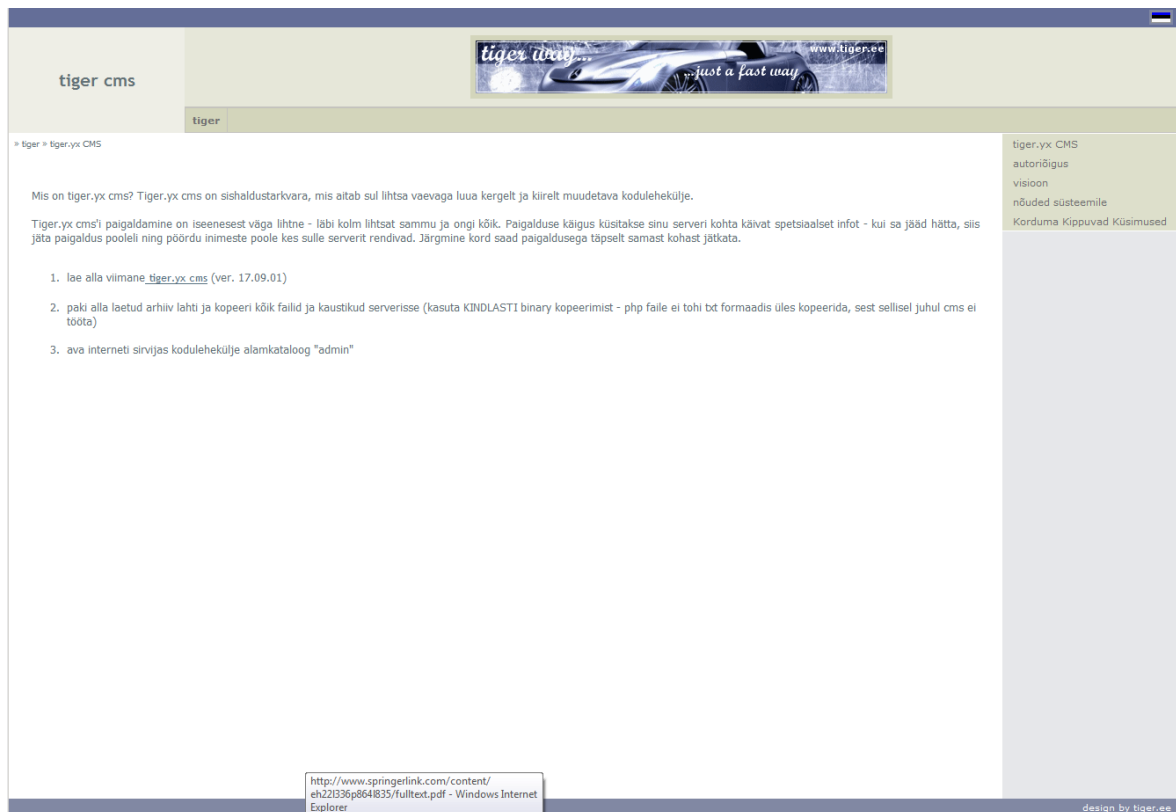 tiger cms
tiger way...
www.tiger.ee
...just a fast way
tiger
» tiger » tiger.yx CMS
Mis on tiger.yx cms? Tiger.yx cms on sishaldustarkvara, mis aitab sul lihtsa vaevaga luua kergelt ja kiirelt muudetava kodulehekülje.
Tiger.yx cms'i paigaldamine on iseenesest väga lihtne - läbi kolm lihtsat sammu ja ongi kõik. Paigalduse käigus küsitakse sinu serveri kohta käivat spetsiaalset infot - kui sa jääd hätta, siis
jäta paigaldus pooleli ning pöördu inimeste poole kes sulle serverit rendivad. Järgmine kord saad paigaldusega täpselt samast kohast jätkata.
1. lae alla viimane tiger.yx cms (ver. 17.09.01)
2. paki alla laetud arhiiv lahti ja kopeeri kõik failid ja kaustikud serverisse (kasuta KINDLASTI binary kopeerimist - php faile ei tohi txt formaadis üles kopeerida, sest sellisel juhul cms ei
tööta)
3. ava interneti sirvijas kodulehekülje alamkataloog "admin"
tiger.yx CMS
autoriõigus
visioon
nõuded süsteemile
Korduma Kippuvad Küsimused
http://www.springerlink.com/content/
eh22l336p864l835/fulltext.pdf - Windows Internet
Explorer
design by tiger.ee